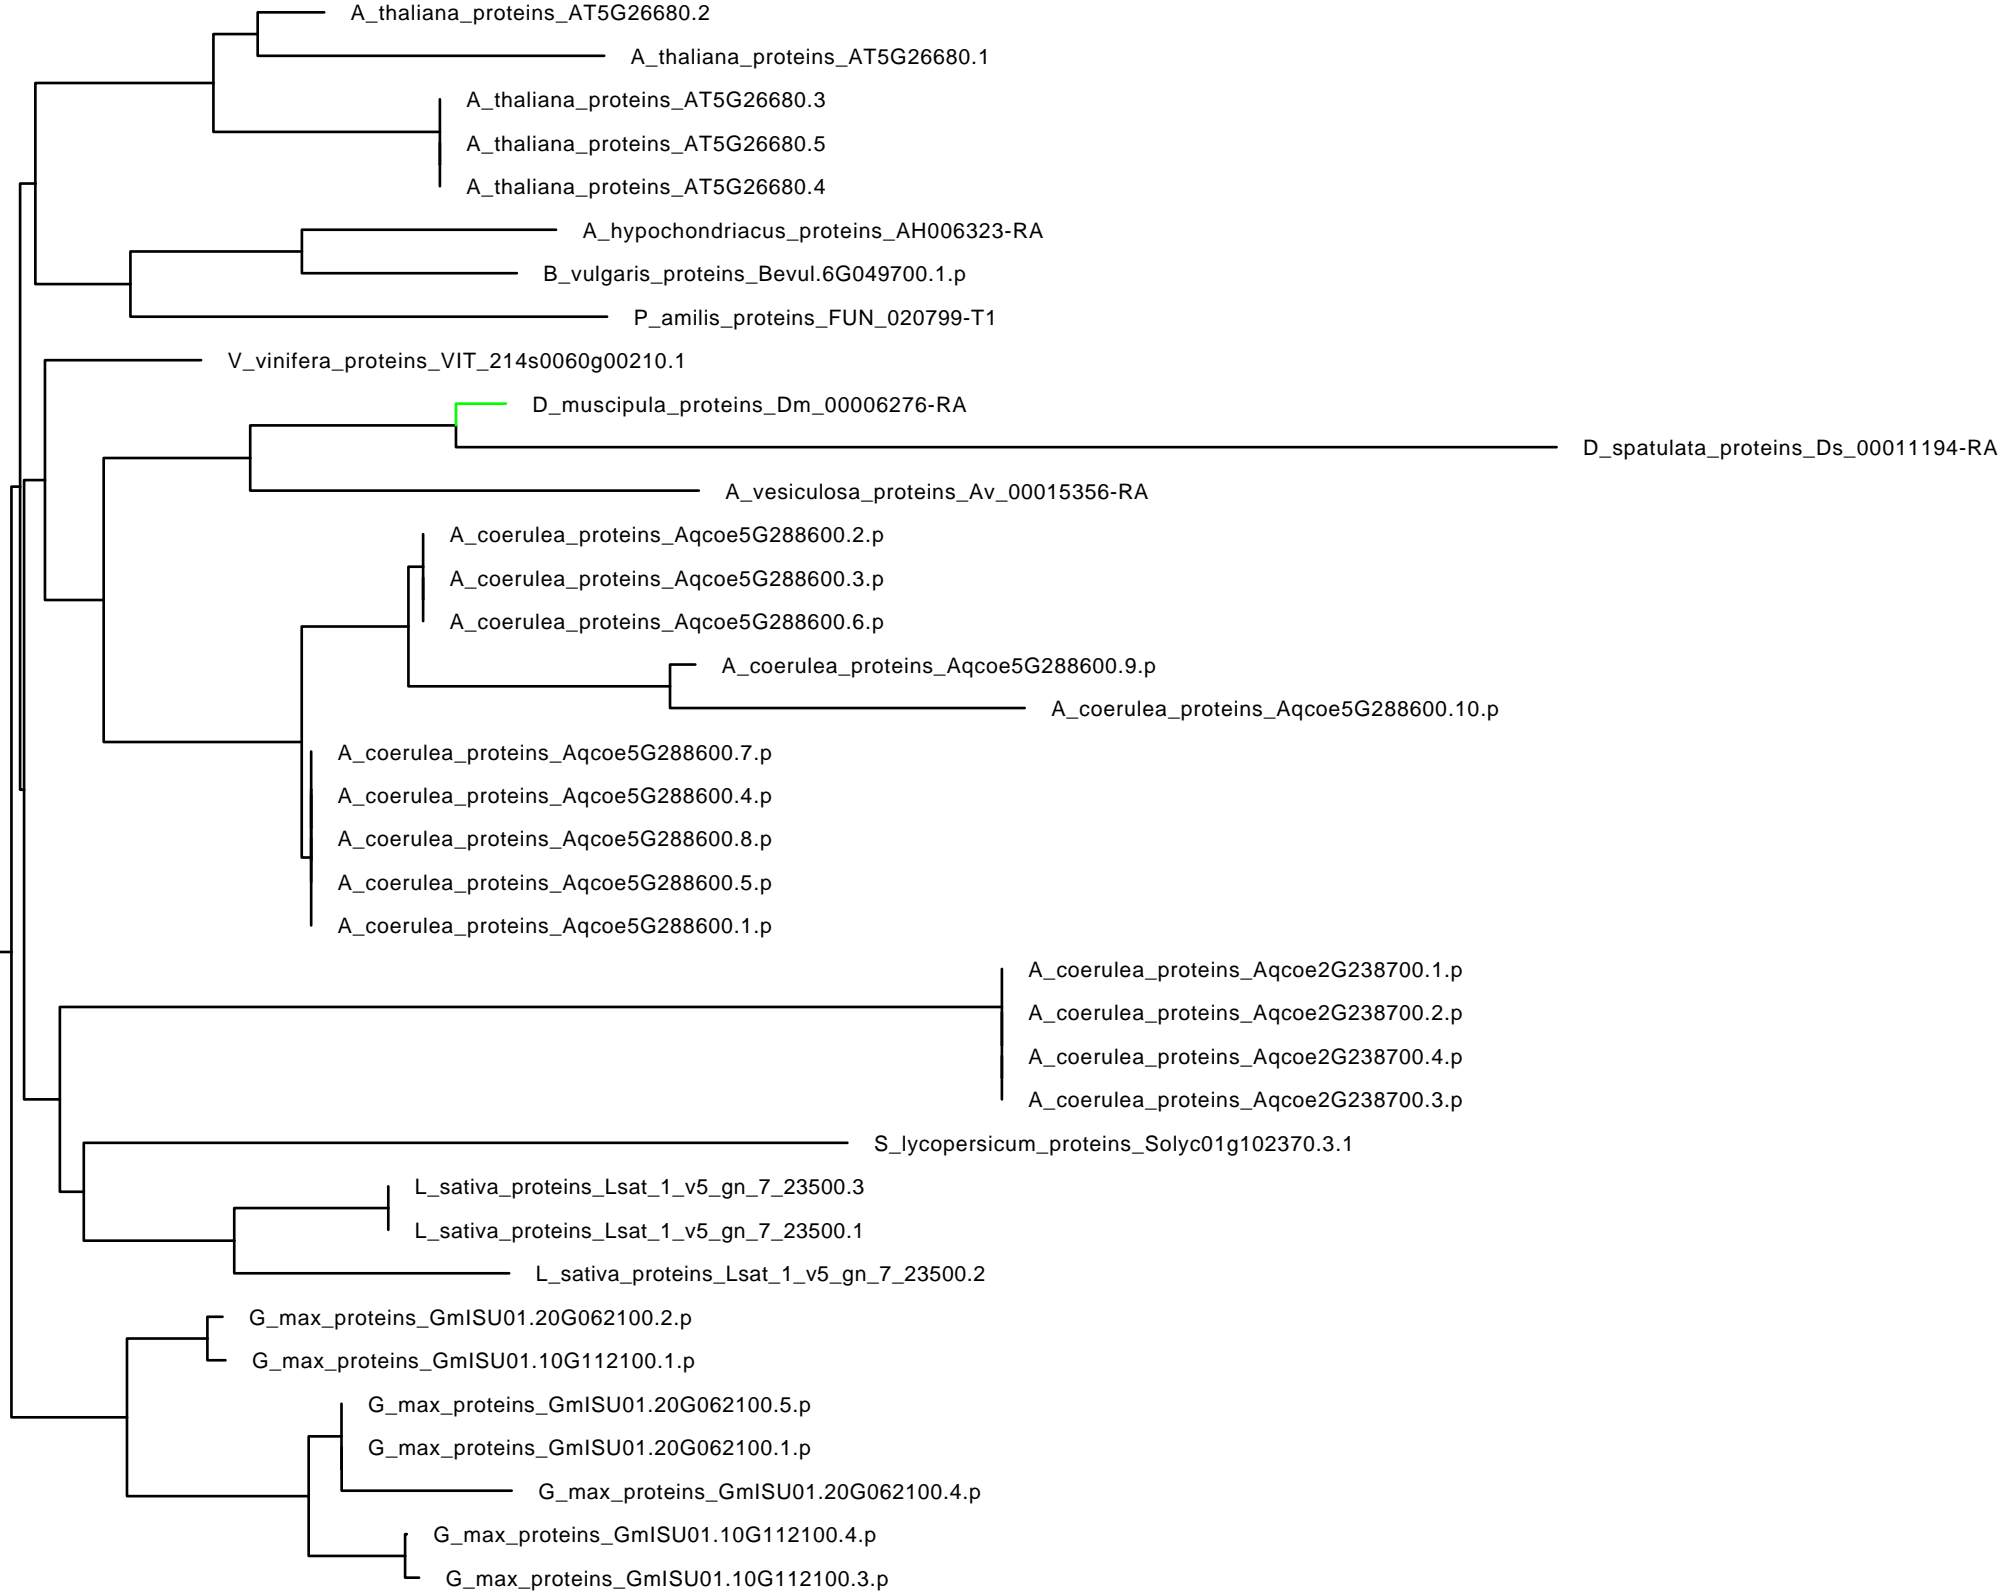 A_thaliana_proteins_AT5G26680.2
A_thaliana_proteins_AT5G26680.1
A_thaliana_proteins_AT5G26680.3
A_thaliana_proteins_AT5G26680.5
A_thaliana_proteins_AT5G26680.4
A_hypochondriacus_proteins_AH006323-RA
B_vulgaris_proteins_Bevul.6G049700.1.p
P_amilis_proteins_FUN_020799-T1
V_vinifera_proteins_VIT_214s0060g00210.1
D_muscipula_proteins_Dm_00006276-RA
D_spatulata_proteins_Ds_00011194-RA
A_vesiculosa_proteins_Av_00015356-RA
A_coerulea_proteins_Aqcoe5G288600.2.p
A_coerulea_proteins_Aqcoe5G288600.3.p
A_coerulea_proteins_Aqcoe5G288600.6.p
A_coerulea_proteins_Aqcoe5G288600.9.p
A_coerulea_proteins_Aqcoe5G288600.10.p
A_coerulea_proteins_Aqcoe5G288600.7.p
A_coerulea_proteins_Aqcoe5G288600.4.p
A_coerulea_proteins_Aqcoe5G288600.8.p
A_coerulea_proteins_Aqcoe5G288600.5.p
A_coerulea_proteins_Aqcoe5G288600.1.p
A_coerulea_proteins_Aqcoe2G238700.1.p
A_coerulea_proteins_Aqcoe2G238700.2.p
A_coerulea_proteins_Aqcoe2G238700.4.p
A_coerulea_proteins_Aqcoe2G238700.3.p
S_lycopersicum_proteins_Solyc01g102370.3.1
L_sativa_proteins_Lsat_1_v5_gn_7_23500.3
L_sativa_proteins_Lsat_1_v5_gn_7_23500.1
L_sativa_proteins_Lsat_1_v5_gn_7_23500.2
G_max_proteins_GmISU01.20G062100.2.p
G_max_proteins_GmISU01.10G112100.1.p
G_max_proteins_GmISU01.20G062100.5.p
G_max_proteins_GmISU01.20G062100.1.p
G_max_proteins_GmISU01.20G062100.4.p
G_max_proteins_GmISU01.10G112100.4.p
G_max_proteins_GmISU01.10G112100.3.p